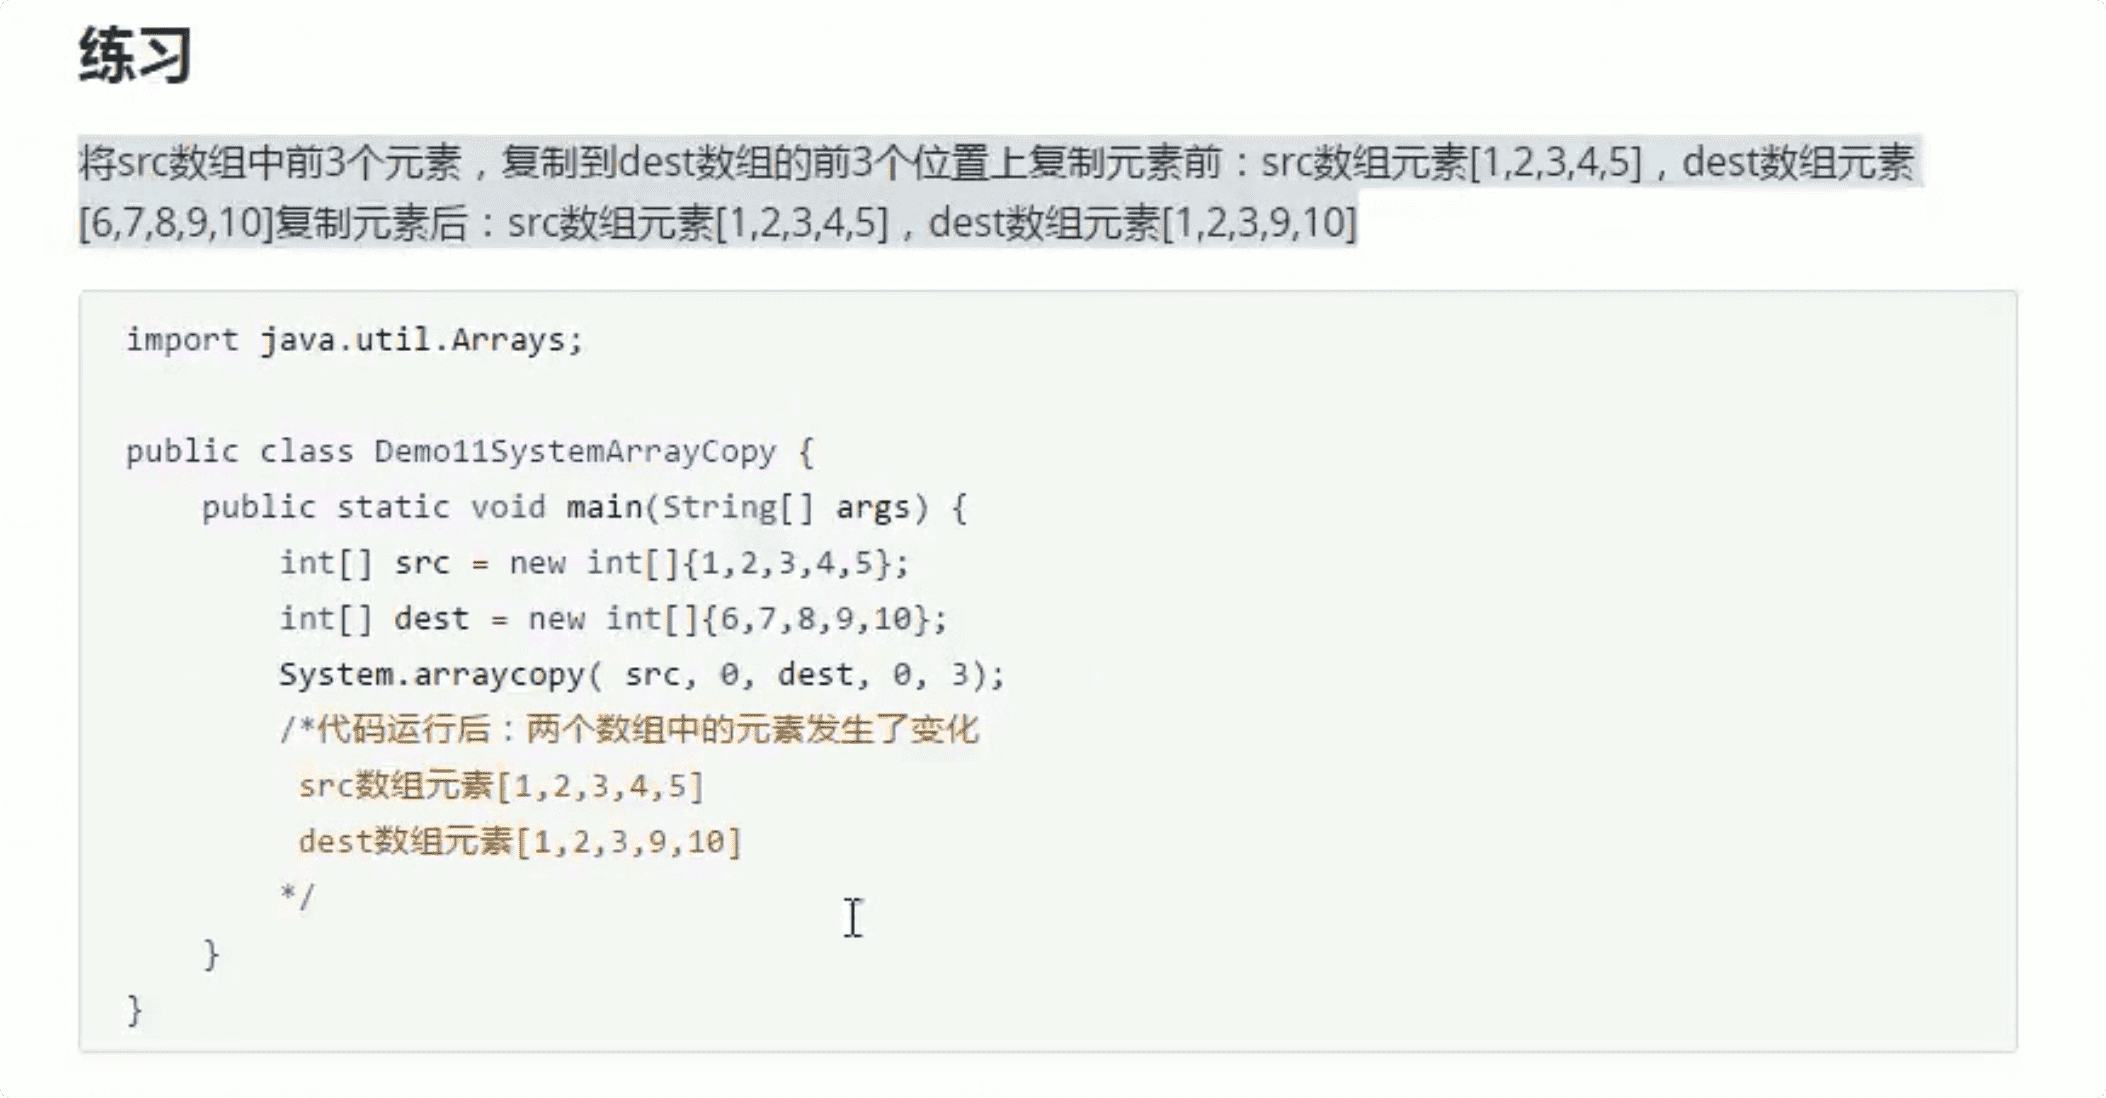 练习
将src数组中前3个元素，复制到dest数组的前3个位置上复制元素前：src数组元素[1,2,3,4,5]，dest数组元素
[6,7,8,9,10]复制元素后：src数组元素[1,2,3,4,5]，dest数组元素[1,2,3,9,10]
import java.util.Arrays;
public class Demo11SystemArrayCopy {
public static void main(String[] args) {
int[] src = new int[]{1,2,3,4,5};
int[] dest = new int[]{6,7,8,9,10};
System.arraycopy( src, 0, dest, 0, 3);
/*代码运行后：两个数组中的元素发生了变化
src数组元素[1,2,3,4,5]
dest数组元素[1,2,3,9,10]
*/
}
}